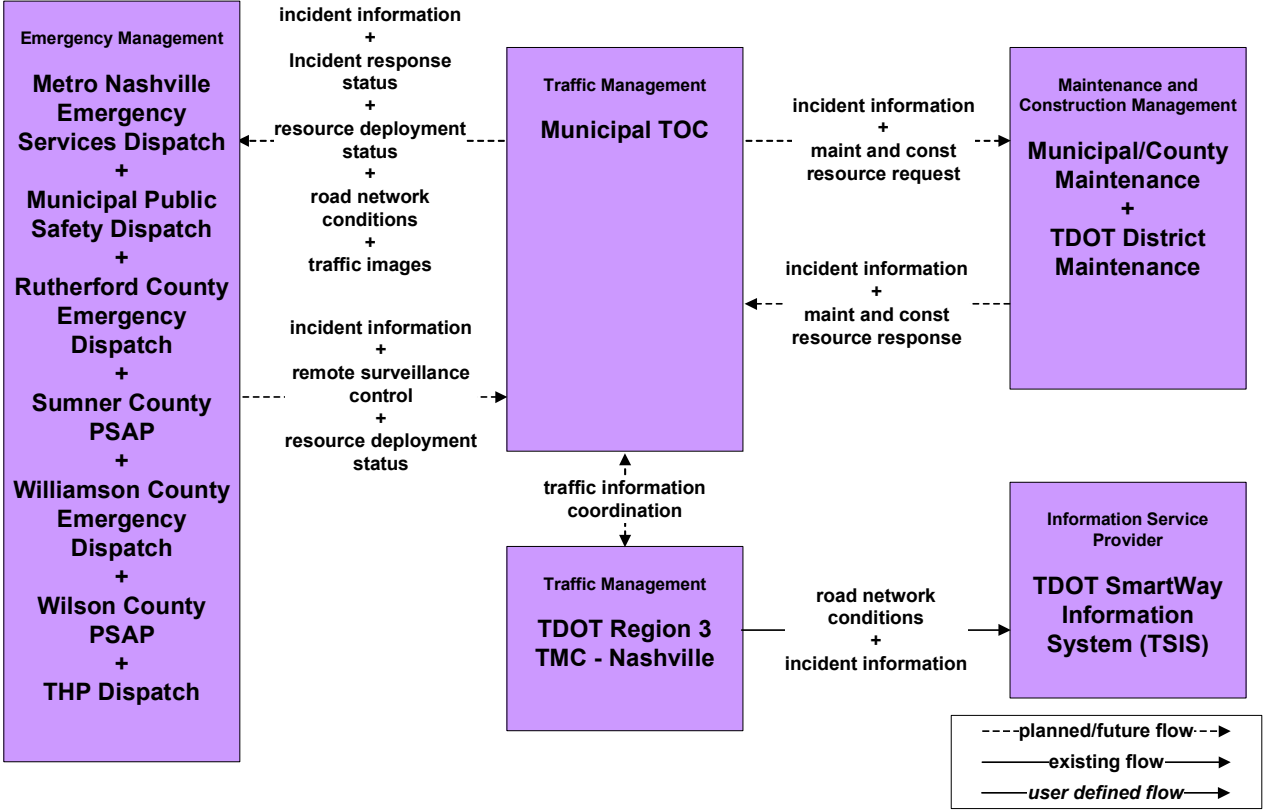 Emergency Management
Metro Nashville
Emergency
Services Dispatch
+
Municipal Public
Safety Dispatch
+
Rutherford County
Emergency
Dispatch
+
Sumner County
PSAP
+
Williamson County
Emergency
Dispatch
+
Wilson County
PSAP
+
THP Dispatch
incident information
+
Incident response
status
+
resource deployment
status
+
road network
conditions
+
traffic images
incident information
+
remote surveillance
control
+
resource deployment
status
Traffic Management
Municipal TOC
incident information
+
maint and const
resource request
incident information
+
maint and const
resource response
Maintenance and
Construction Management
Municipal/County
Maintenance
+
TDOT District
Maintenance
traffic information
coordination
Traffic Management
TDOT Region 3
TMC - Nashville
road network
conditions
+
incident information
Information Service
Provider
TDOT SmartWay
Information
System (TSIS)
planned/future flow
existing flow
user defined flow